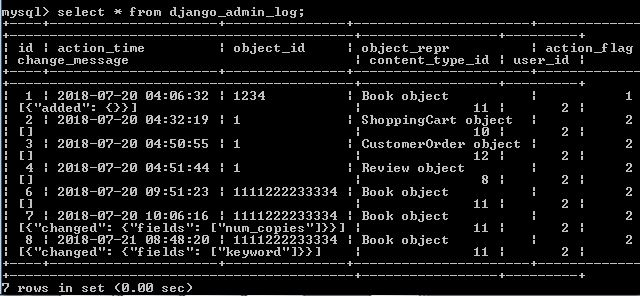 mysql> select * from django_admin_log;
| id | action_time | object_id | object_repr | action_flag
| change_message | content_type_id | user_id |
| 1 | 2018-07-20 04:06:32 | 1234 | Book object | 1
| [{"added": {}}] | 11 | 2 |
| 2 | 2018-07-20 04:32:19 | 1 | ShoppingCart object | 2
| [] | 10 | 2 |
| 3 | 2018-07-20 04:50:55 | 1 | CustomerOrder object | 2
| [] | 12 | 2 |
| 4 | 2018-07-20 04:51:44 | 1 | Review object | 2
| [] | 8 | 2 |
| 6 | 2018-07-20 09:51:23 | 1111222233334 | Book object | 2
| [] | 11 | 2 |
| 7 | 2018-07-20 10:06:16 | 1111222233334 | Book object | 2
| [{"changed": {"fields": ["num_copies"]}}] | 11 | 2 |
| 8 | 2018-07-21 08:48:20 | 1111222233334 | Book object | 2
| [{"changed": {"fields": ["keyword"]}}] | 11 | 2 |
7 rows in set (0.00 sec)